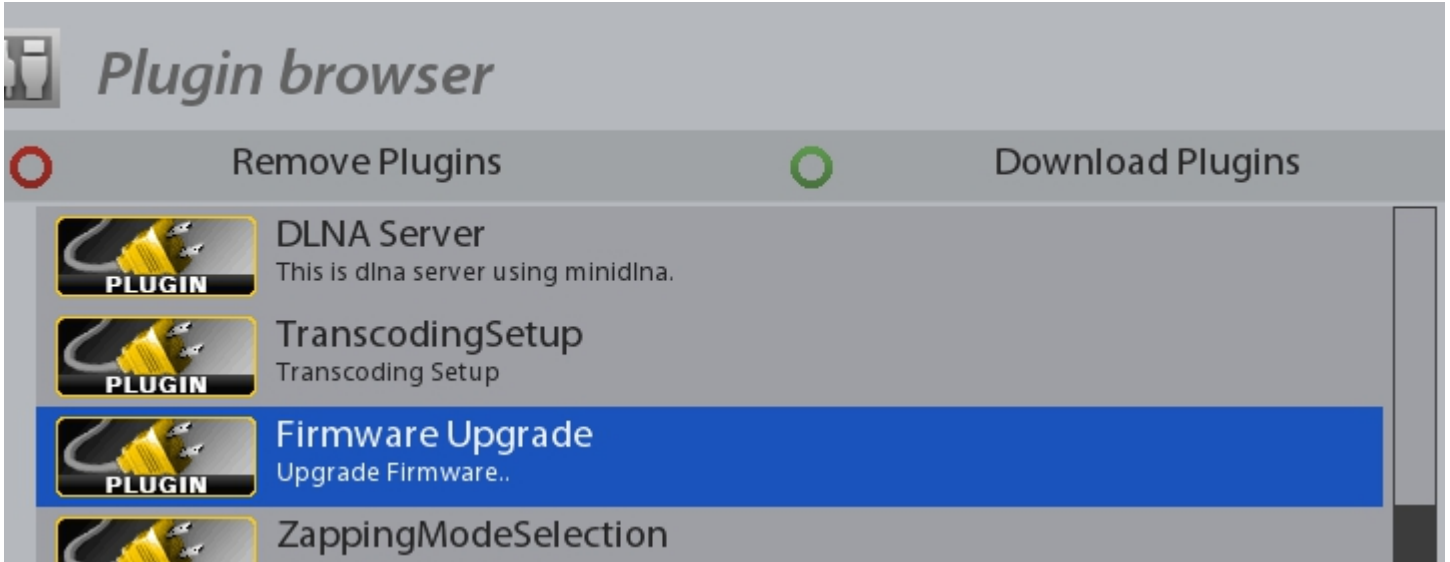 Plugin browser
Remove Plugins
Download Plugins
PLUGIN
DLNA Server
This is dlna server using minidlna.
PLUGIN
TranscodingSetup
Transcoding Setup
PLUGIN
Firmware Upgrade
Upgrade Firmware..
ZappingModeSelection